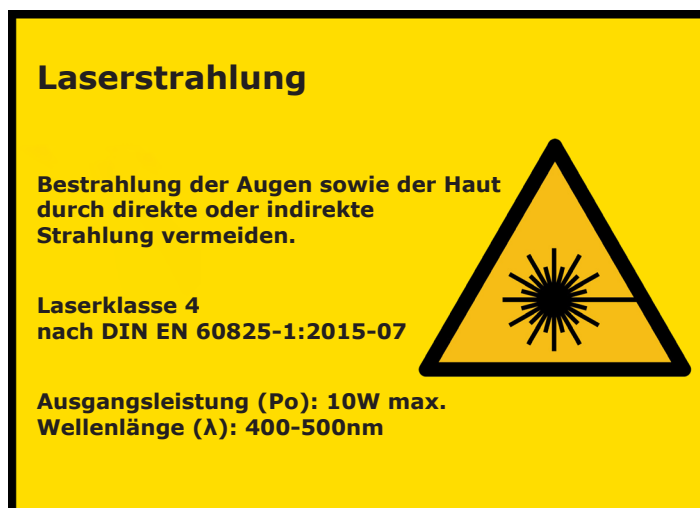 Laserstrahlung
Bestrahlung der Augen sowie der Haut
durch direkte oder indirekte
Strahlung vermeiden.
Laserklasse 4
nach DIN EN 60825-1:2015-07
Ausgangsleistung (Po): 10W max.
Wellenlänge (λ): 400-500nm